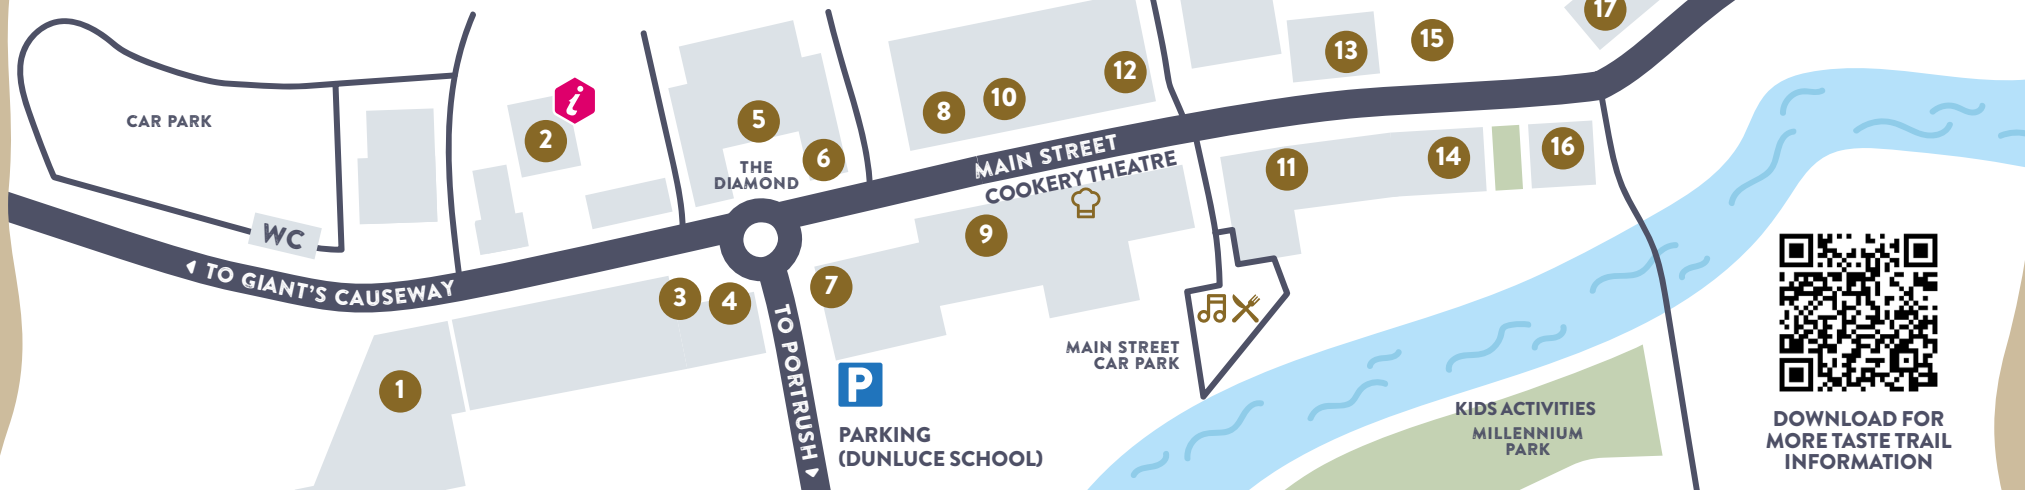 17
13
15
12
10
8
CAR PARK
2
i
5
6
THE
DIAMOND
MAIN STREET
COOKERY THEATRE
11
14
16
WC
9
◄ TO GIANT'S CAUSEWAY
3
4
7
TO PORTRUSH ►
1
P
PARKING
(DUNLUCE SCHOOL)
MAIN STREET
CAR PARK
KIDS ACTIVITIES
MILLENNIUM
PARK
DOWNLOAD FOR
MORE TASTE TRAIL
INFORMATION